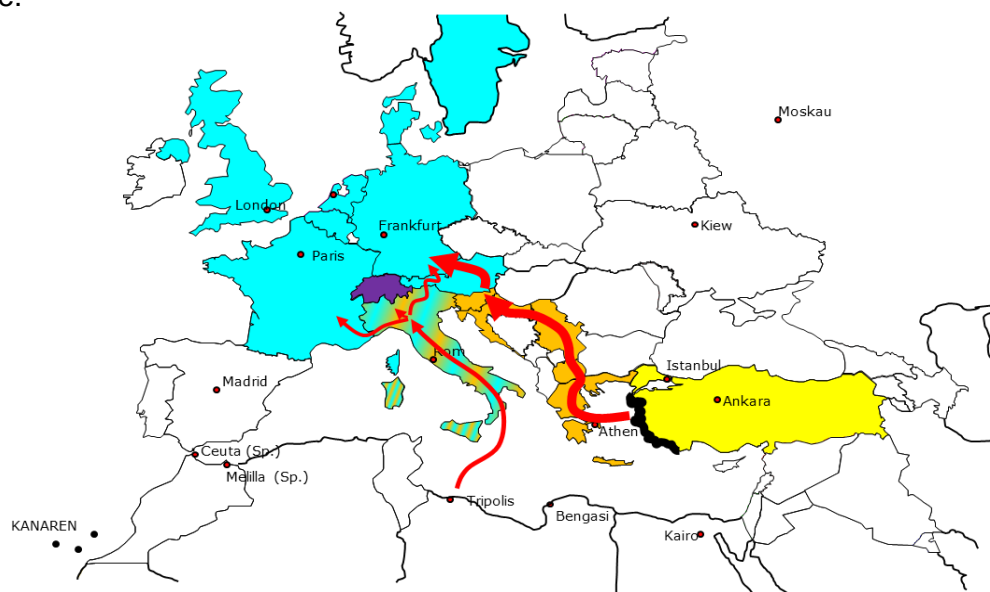 Moskau
London
Frankfurt
Kiew
Paris
Rom
Istanbul
Madrid
Ankara
Athen
Ceuta (Sp.)
Melilla (Sp.)
Tripolis
Bengasi
KANAREN
Kairo